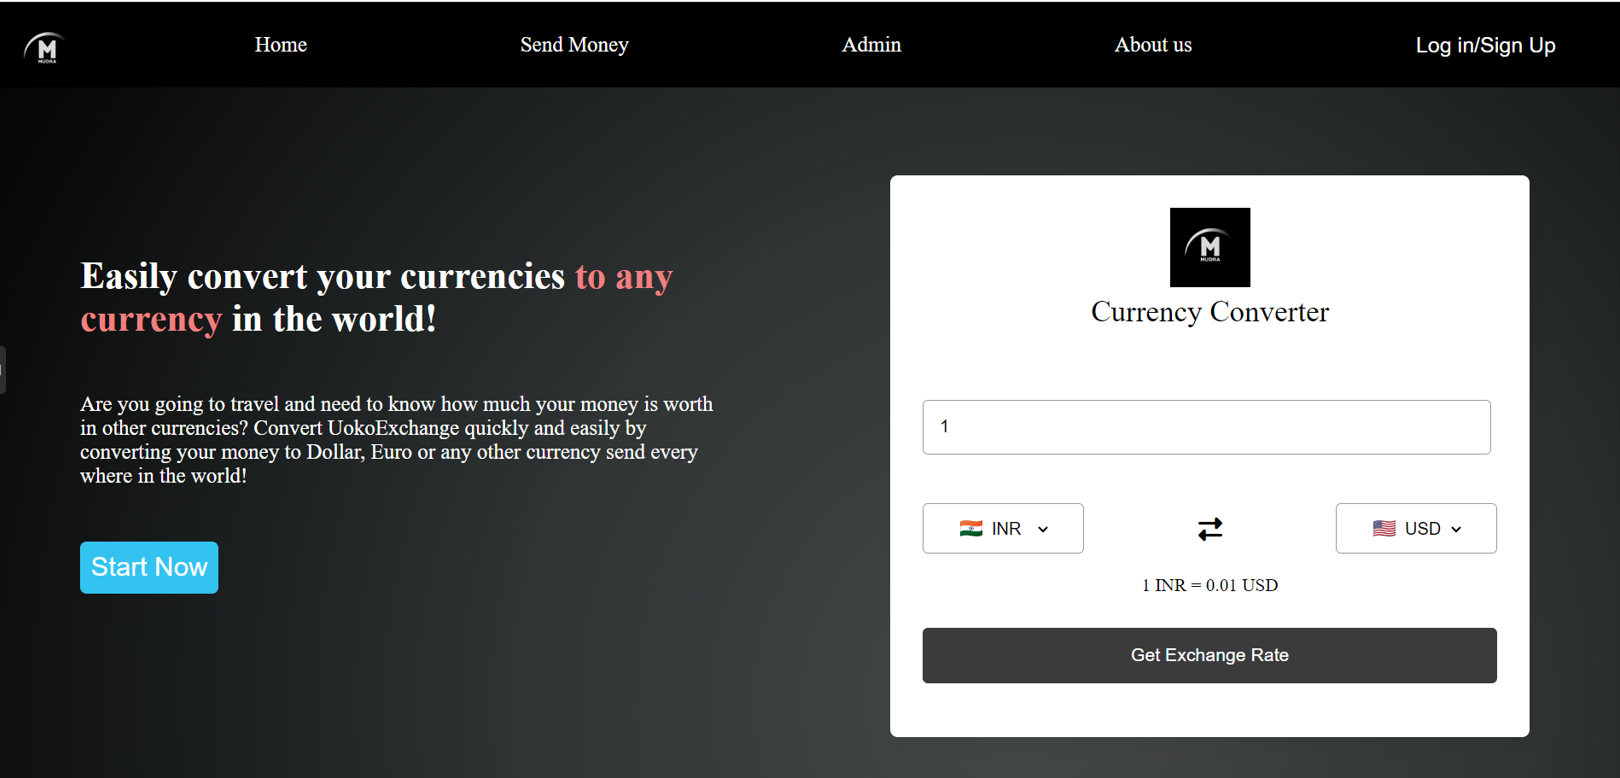 M
MUDRA
Home
Send Money
Admin
About us
Log in/Sign Up
Easily convert your currencies to any
currency in the world!
Are you going to travel and need to know how much your money is worth
in other currencies? Convert UokoExchange quickly and easily by
converting your money to Dollar, Euro or any other currency send every
where in the world!
Start Now
M
MUDRA
Currency Converter
1
INR
USD
1 INR = 0.01 USD
Get Exchange Rate